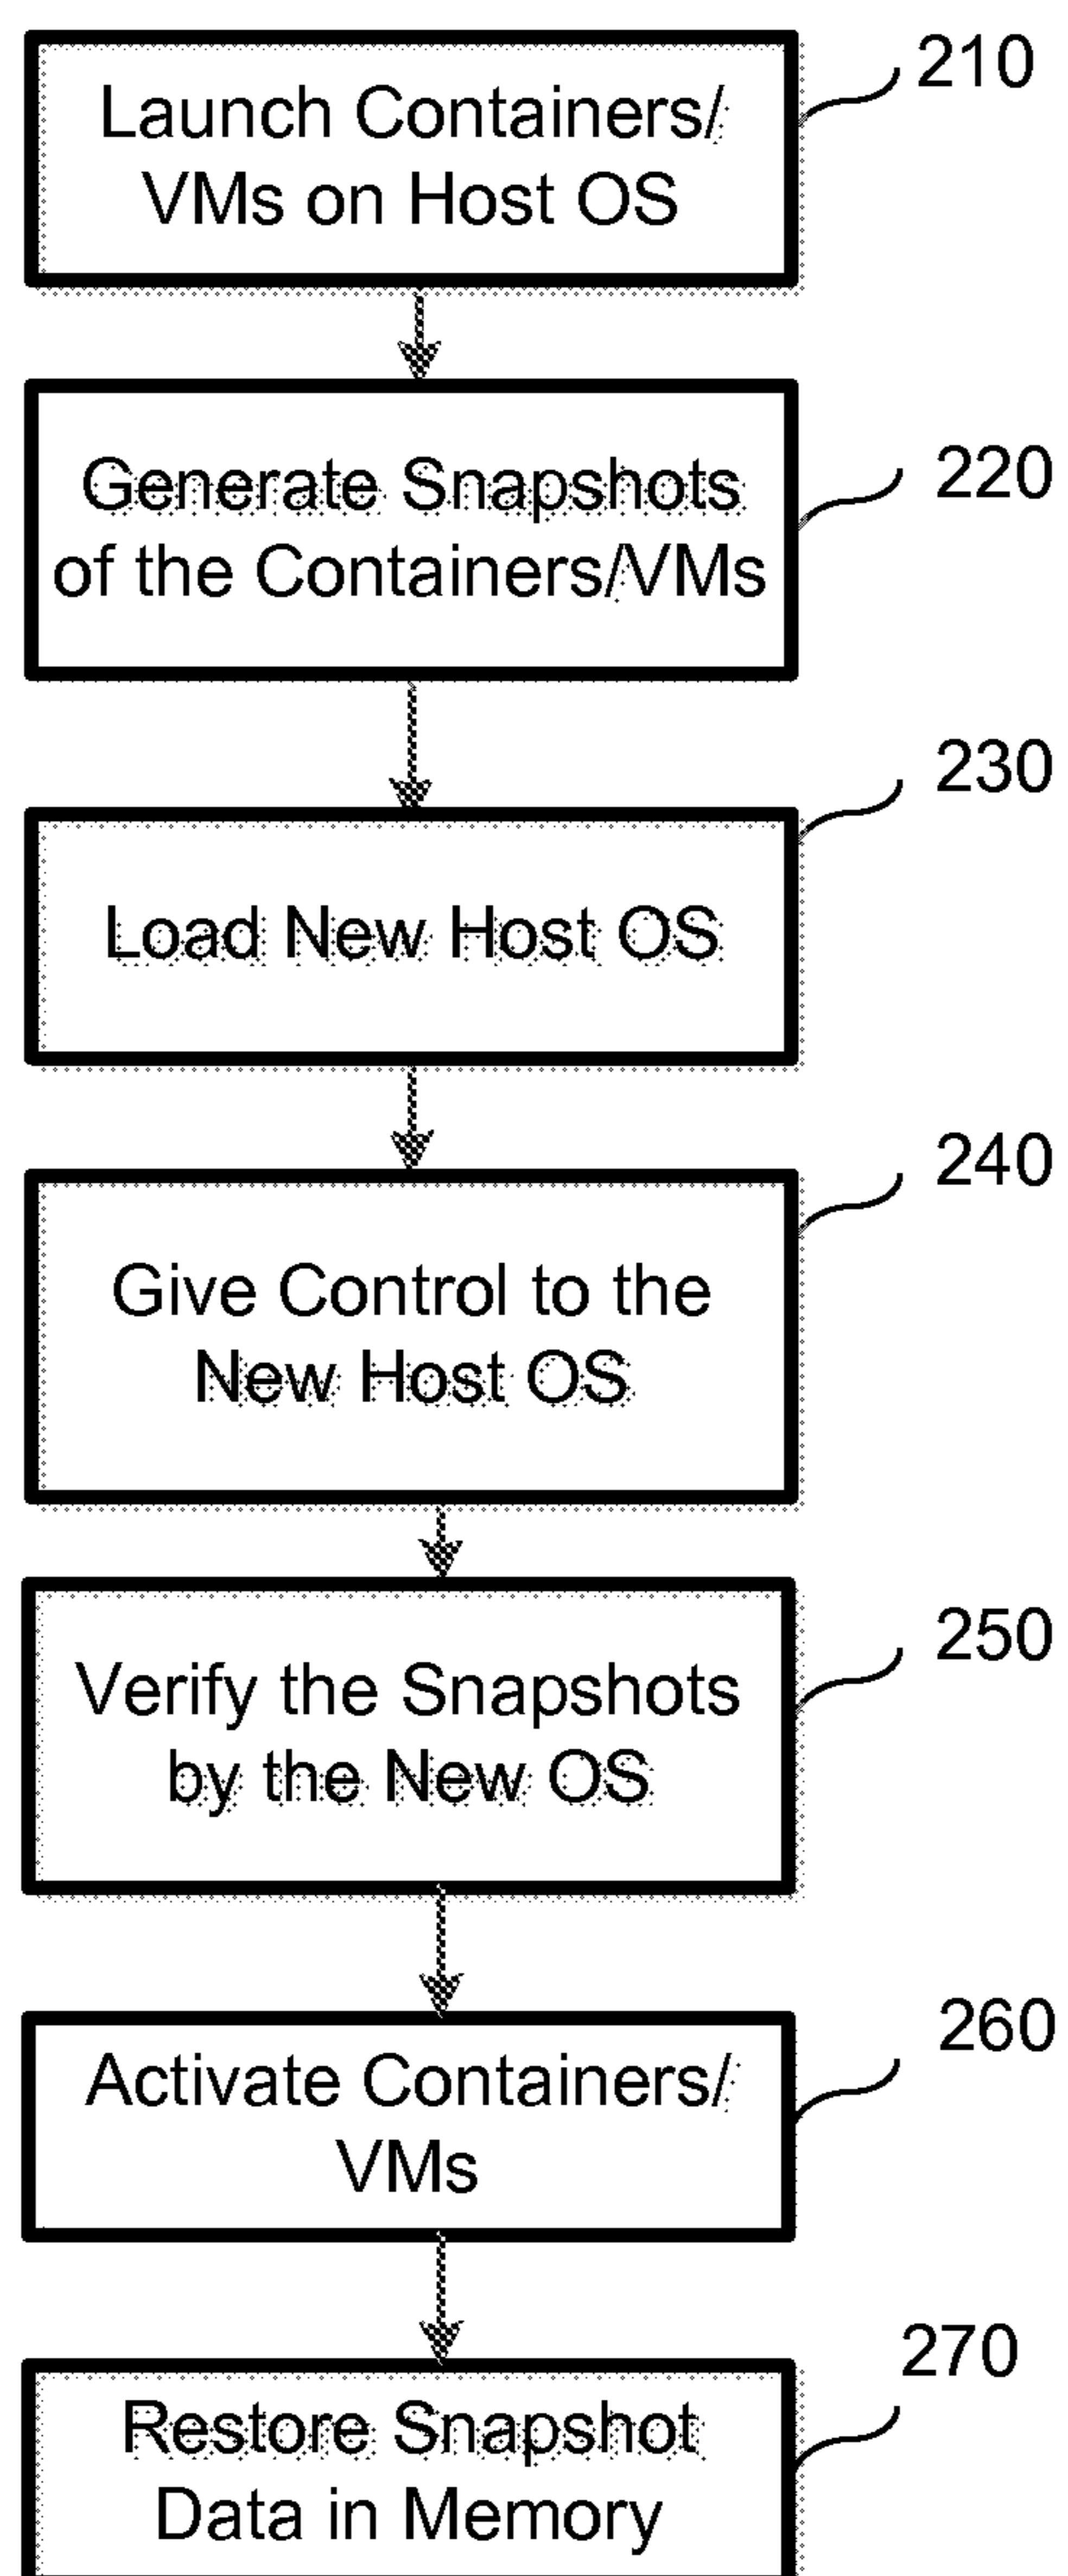 Launch Containers/
VMs on Host OS
210
Generate Snapshots
of the Containers/VMs
220
Load New Host OS
230
Give Control to the
New Host OS
240
Verify the Snapshots
by the New OS
250
Activate Containers/
VMs
260
Restore Snapshot
Data in Memory
270